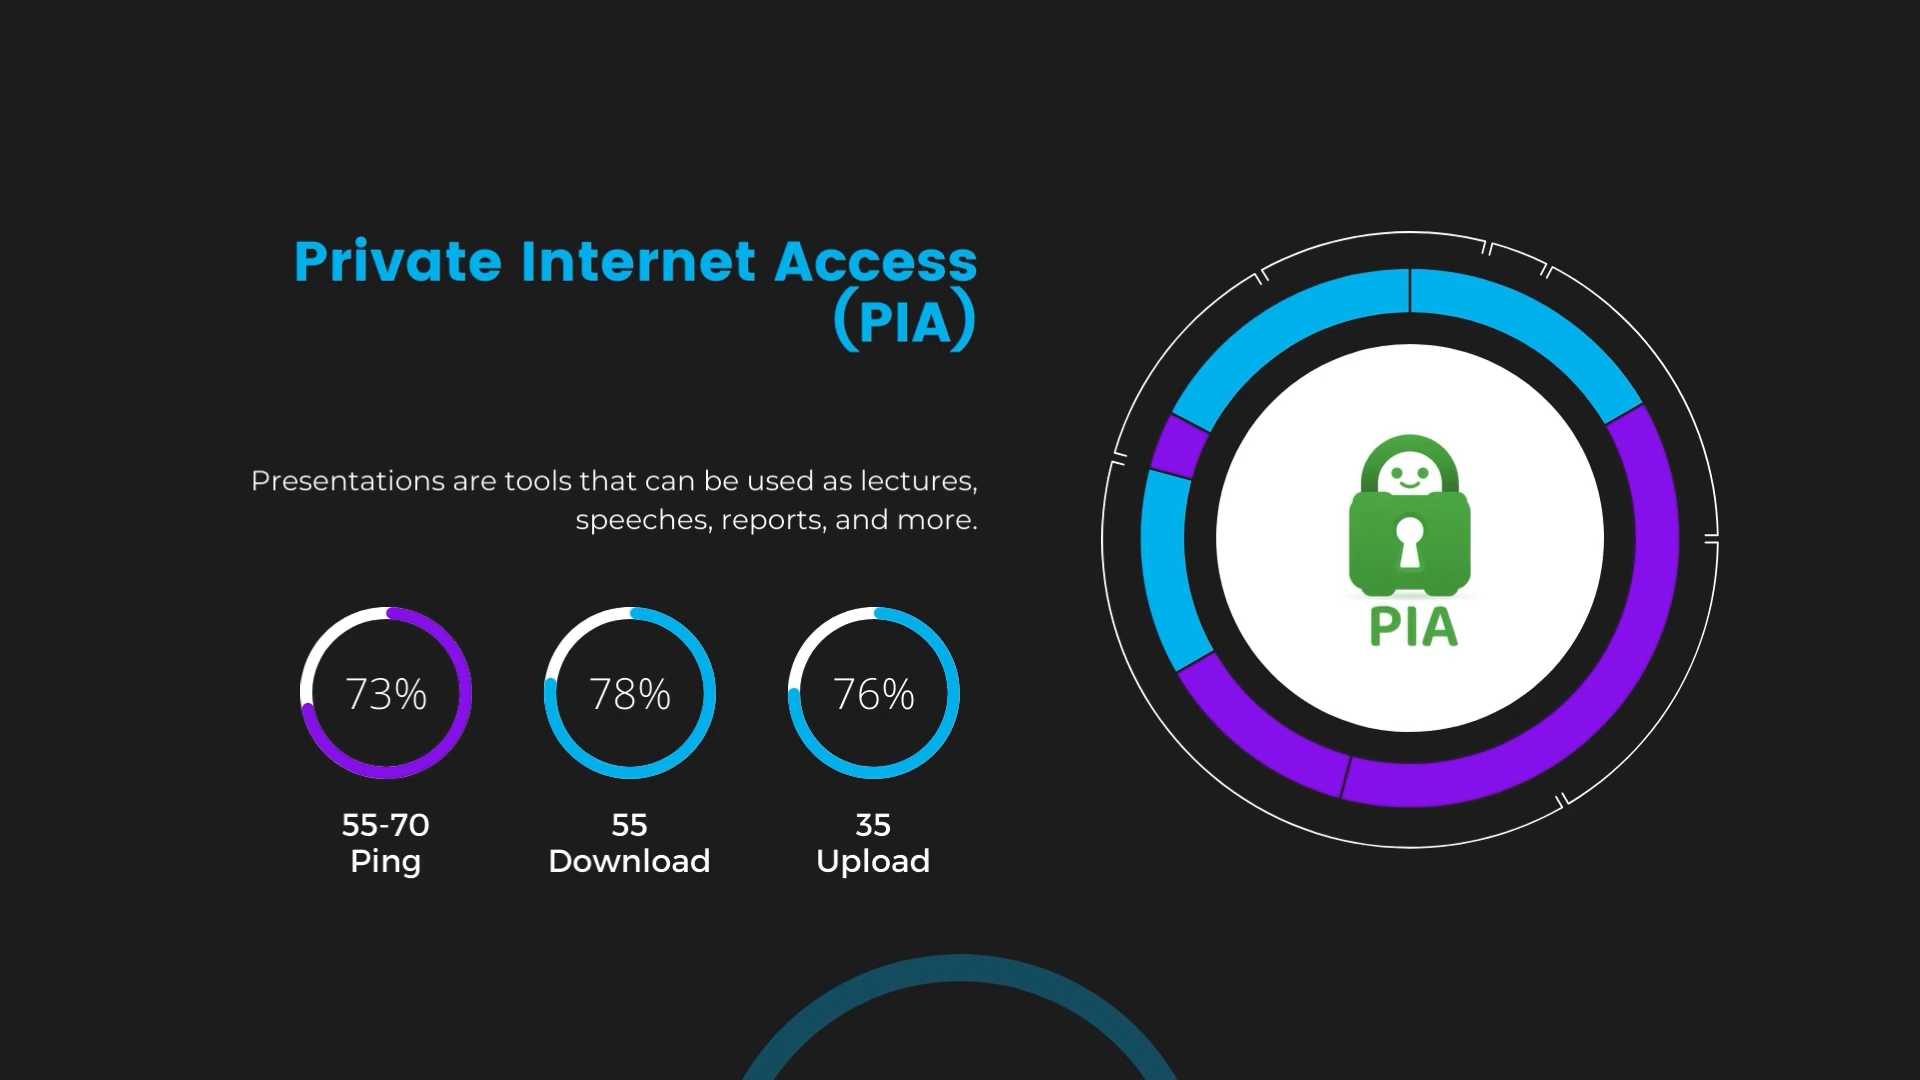 Private Internet Access
(PIA)
Presentations are tools that can be used as lectures,
speeches, reports, and more.
73%
78%
76%
55-70
Ping
55
Download
35
Upload
PIA